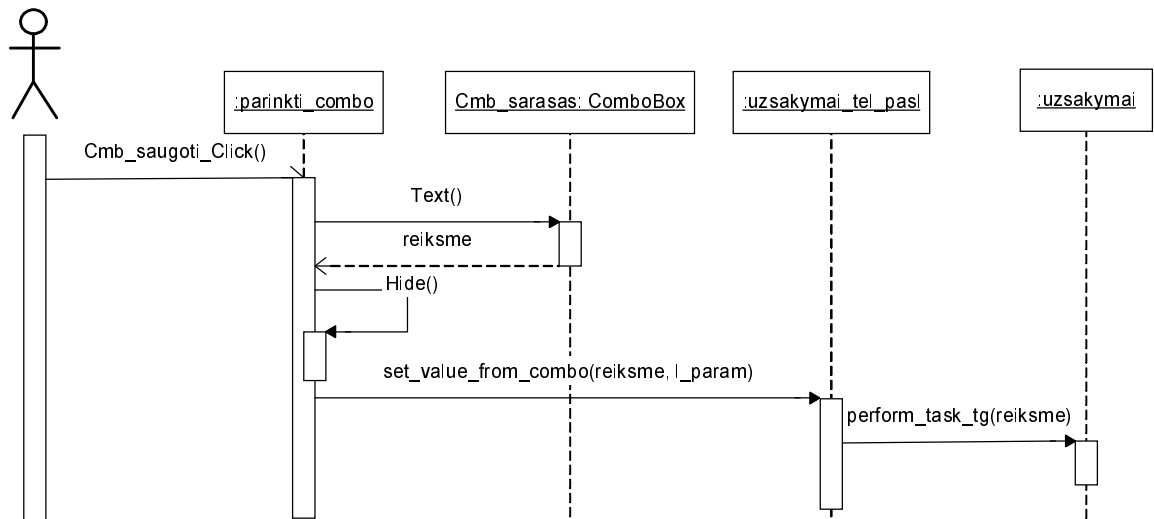 :parinkti_combo
Cmb_sarasas: ComboBox
:uzsakymai_tel_pasl
:uzsakymai
Cmb_saugoti_Click()
Text()
reiksme
Hide()
set_value_from_combo(reiksme, l_param)
perform_task_tg(reiksme)